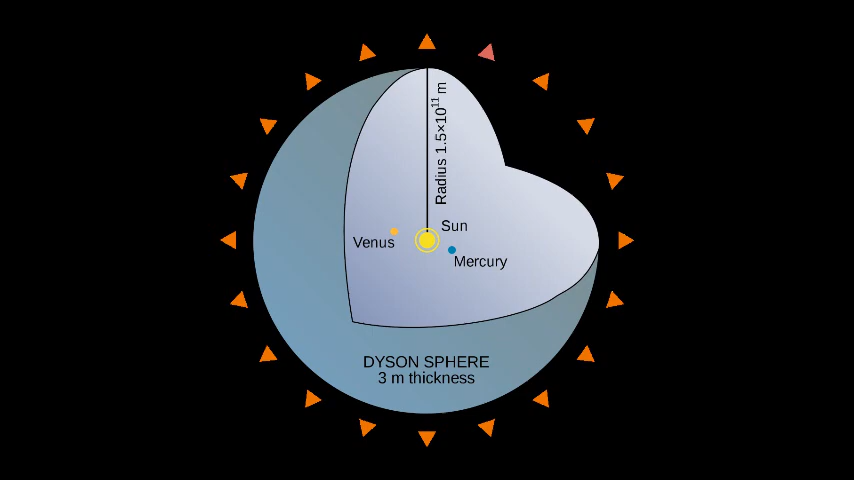 Radius 1.5×10¹¹ m
Sun
Venus
Mercury
DYSON SPHERE
3 m thickness